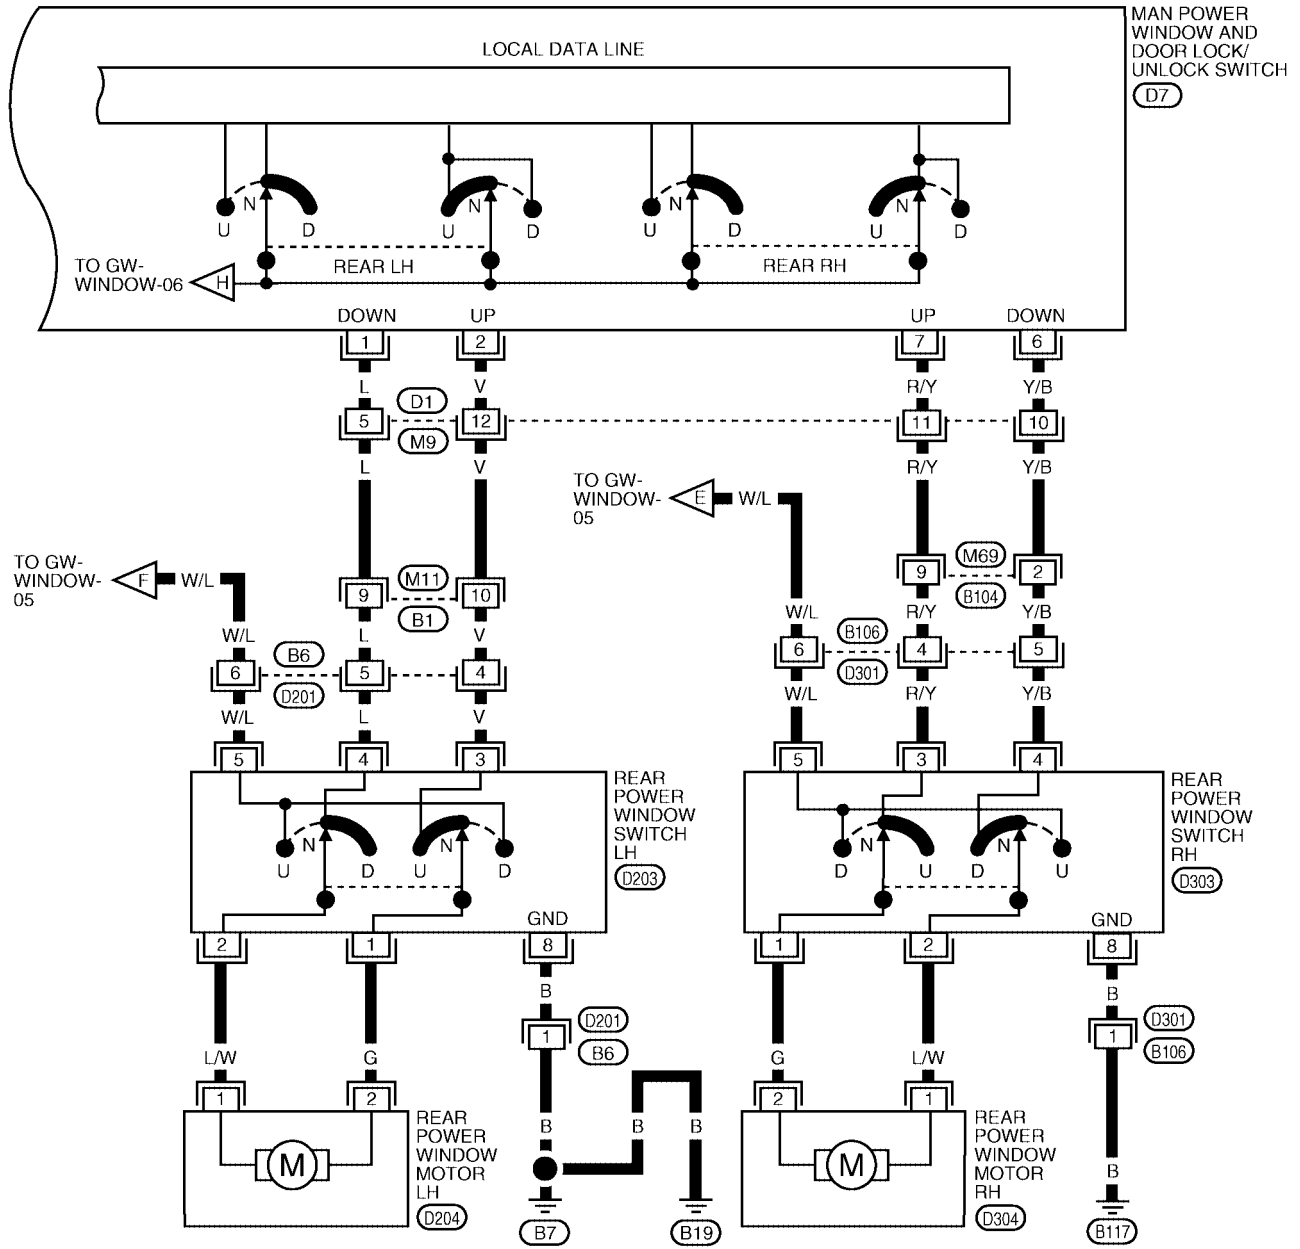 MAN POWER
WINDOW AND
DOOR LOCK/
UNLOCK SWITCH
D7
LOCAL DATA LINE
N
N
N
N
U
D
U
D
U
D
U
D
REAR LH
REAR RH
TO GW-
WINDOW-06
H
DOWN
UP
UP
DOWN
1
2
7
6
L
V
R/Y
Y/B
D1
5
12
11
10
M9
L
V
R/Y
Y/B
TO GW-
WINDOW-
05
E
W/L
TO GW-
WINDOW-
05
F
W/L
M69
9
2
B104
M11
9
10
B1
W/L
R/Y
Y/B
W/L
L
V
B106
6
4
5
D301
B6
6
5
4
D201
W/L
R/Y
Y/B
W/L
L
V
5
4
3
5
3
4
REAR
POWER
WINDOW
SWITCH
LH
D203
REAR
POWER
WINDOW
SWITCH
RH
D303
N
N
N
N
U
D
U
D
D
U
D
U
GND
GND
2
1
8
1
2
8
B
B
D201
1
B6
D301
1
B106
L/W
G
G
L/W
1
2
2
1
REAR
POWER
WINDOW
MOTOR
LH
D204
REAR
POWER
WINDOW
MOTOR
RH
D304
B
B
B
M
M
B
B7
B19
B117